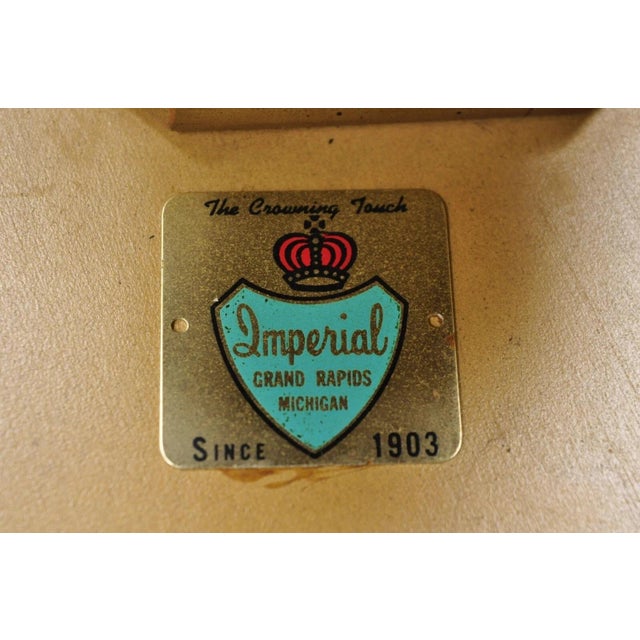 The Crowning Touch
Imperial
GRAND RAPIDS
MICHIGAN
SINCE 1903